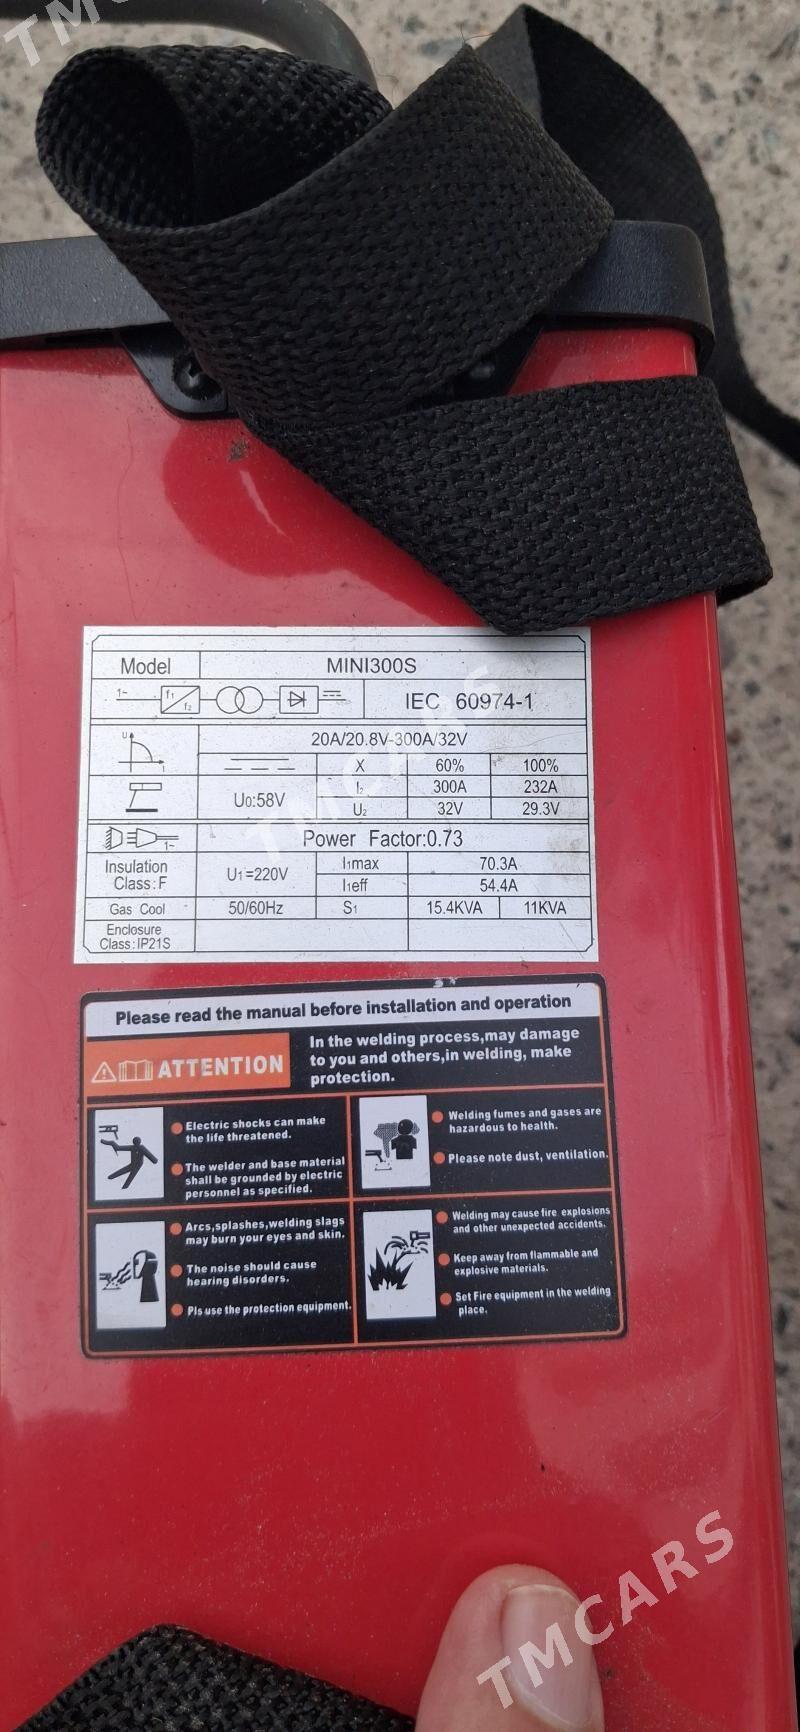 TMCARS
Model MINI300S
1~ f1 f2 IEC 60974-1
U I 20A/20.8V-300A/32V
X 60% 100%
U0:58V I2 300A 232A
U2 32V 29.3V
1~ Power Factor:0.73
Insulation Class:F U1=220V I1max 70.3A
I1eff 54.4A
Gas Cool 50/60Hz S1 15.4KVA 11KVA
Enclosure
Class:IP21S
TMCARS
Please read the manual before installation and operation
ATTENTION
In the welding process,may damage
to you and others,in welding, make
protection.
Electric shocks can make
the life threatened.
The welder and base material
shall be grounded by electric
personnel as specified.
Welding fumes and gases are
hazardous to health.
Please note dust, ventilation.
Arcs,splashes,welding slags
may burn your eyes and skin.
The noise should cause
hearing disorders.
Pls use the protection equipment.
Welding may cause fire explosions
and other unexpected accidents.
Keep away from flammable and
explosive materials.
Set Fire equipment in the welding
place.
TMCARS